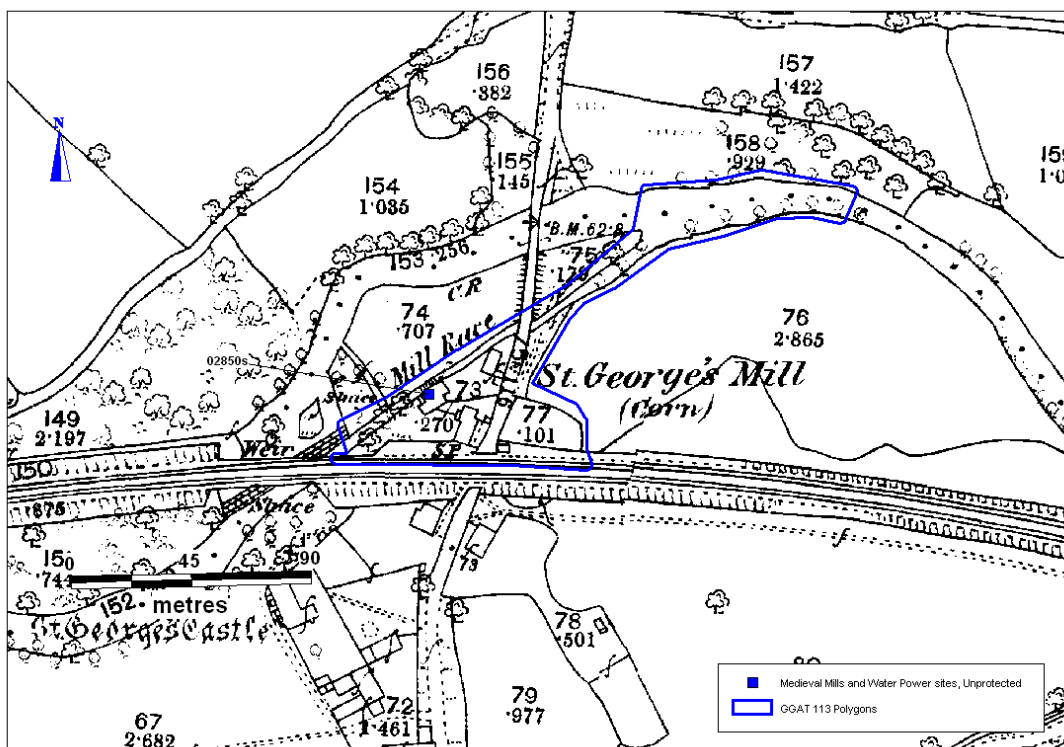 N
156
·382
157
1·422
155
·145
158
·929
154
1·035
B.M. 62·8
153
·256
75
C.R
74
·707
Mill Race
76
2·865
02850s
St. George's Mill
(Corn)
73
·270
77
·101
149
2·197
Sluice
Weir
S.P
150
·675
Sluice
150
·744
45
90
metres
152
St. George's Castle
73
78
·501
72
1·461
79
·977
67
2·682
Medieval Mills and Water Power sites, Unprotected
GGAT 113 Polygons